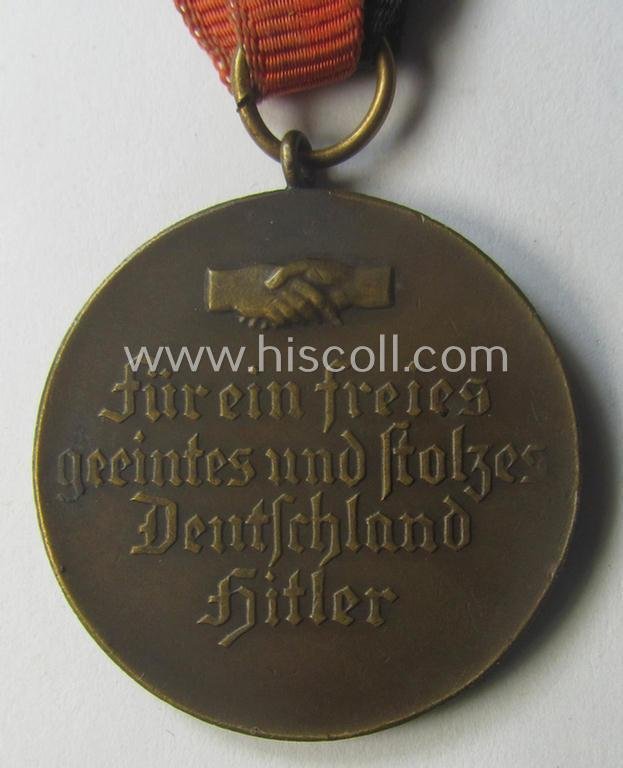 www.hiscoll.com
Für ein freies
geeintes und stolzes
Deutschland
Hitler